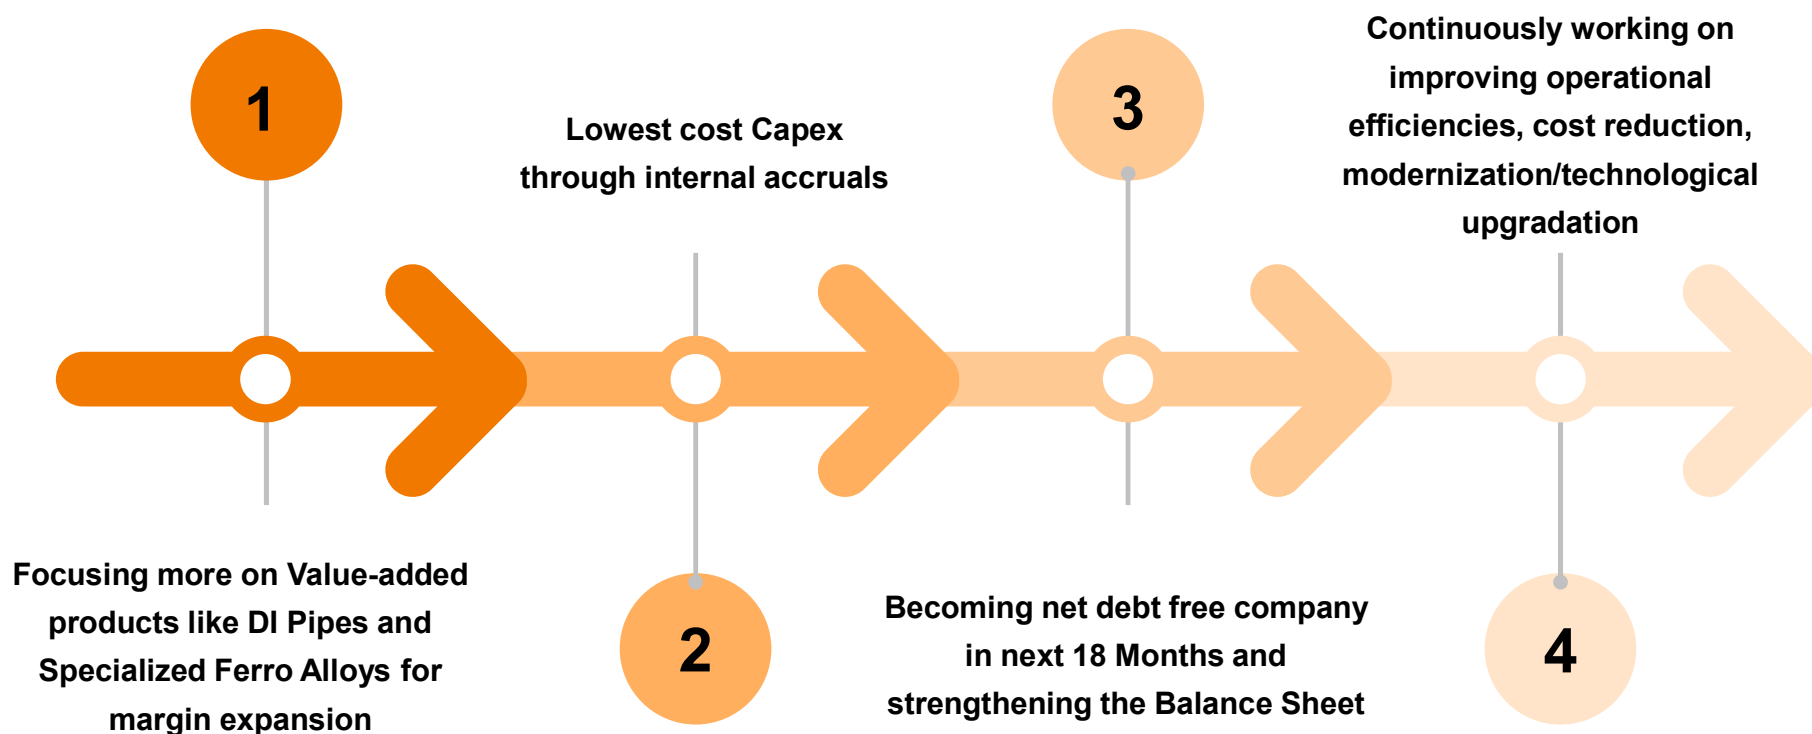 1
Focusing more on Value-added
products like DI Pipes and
Specialized Ferro Alloys for
margin expansion
Lowest cost Capex
through internal accruals
2
3
Becoming net debt free company
in next 18 Months and
strengthening the Balance Sheet
Continuously working on
improving operational
efficiencies, cost reduction,
modernization/technological
upgradation
4